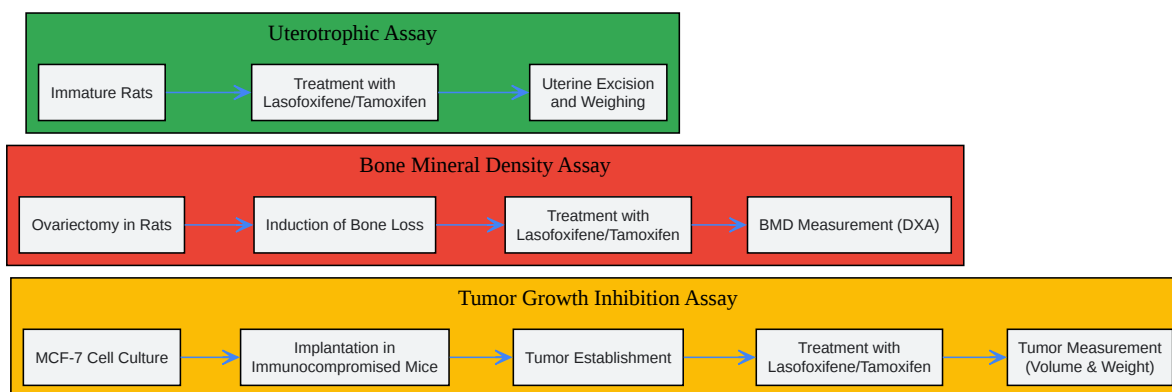 Uterotrophic Assay
Immature Rats
Treatment with
Lasofoxifene/Tamoxifen
Uterine Excision
and Weighing
Bone Mineral Density Assay
Ovariectomy in Rats
Induction of Bone Loss
Treatment with
Lasofoxifene/Tamoxifen
BMD Measurement (DXA)
Tumor Growth Inhibition Assay
MCF-7 Cell Culture
Implantation in
Immunocompromised Mice
Tumor Establishment
Treatment with
Lasofoxifene/Tamoxifen
Tumor Measurement
(Volume & Weight)